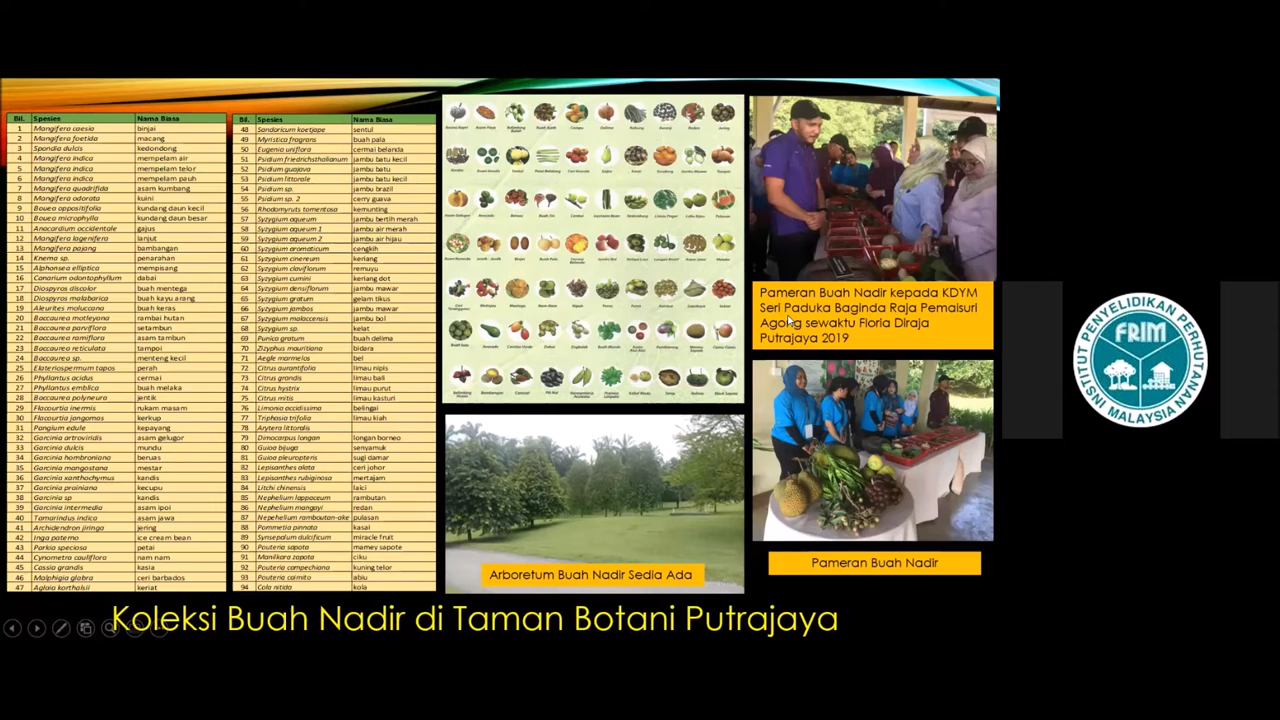 Bil. Spesies Nama Biasa
1 Mangifera caesia binjai
2 Mangifera foetida macang
3 Spondia dulcis kedondong
4 Mangifera indica mempelam air
5 Mangifera indica mempelam telor
6 Mangifera indica mempelam pauh
7 Mangifera quadrifida asam kumbang
8 Mangifera odorata kuini
9 Bouea oppositifolia kundang daun kecil
10 Bouea microphylla kundang daun besar
11 Anacardium occidentale gajus
12 Mangifera lagenifera lanjut
13 Mangifera pajang bambangan
14 Knema sp. penarahan
15 Alphonsea elliptica mempisang
16 Canarium odontophyllum dabai
17 Diospyros discolor buah mentega
18 Diospyros malabarica buah kayu arang
19 Aleurites moluccana buah keras
20 Baccaurea motleyana rambai hutan
21 Baccaurea parviflora setambun
22 Baccaurea ramiflora asam tambun
23 Baccaurea reticulata tampoi
24 Baccaurea sp. menteng kecil
25 Elateriospermum tapos perah
26 Phyllantus acidus cermai
27 Phyllantus emblica buah melaka
28 Baccaurea polyneura jentik
29 Flacourtia inermis rukam masam
30 Flacourtia jangomas kerkup
31 Pangium edule kepayang
32 Garcinia artroviridis asam gelugor
33 Garcinia dulcis mundu
34 Garcinia hombroniana beruas
35 Garcinia mangostana mestar
36 Garcinia xanthochymus kandis
37 Garcinia prainiana kecupu
38 Garcinia sp kandis
39 Garcinia intermedia asam ipoi
40 Tamarindus indica asam jawa
41 Archidendron jiringa jering
42 Inga paterno ice cream bean
43 Parkia speciosa petai
44 Cynometra cauliflora nam nam
45 Cassia grandis kasia
46 Malphigia glabra ceri barbados
47 Aglaia korthalsii keriat
Bil. Spesies Nama Biasa
48 Sandoricum koetjape sentul
49 Myristica fragrans buah pala
50 Eugenia uniflora cermai belanda
51 Psidium friedrichsthalianum jambu batu kecil
52 Psidium guajava jambu batu
53 Psidium littorale jambu batu kecil
54 Psidium sp. jambu brazil
55 Psidium sp. 2 cerry guava
56 Rhodomyruts tomentosa kemunting
57 Syzygium aqueum jambu bertih merah
58 Syzygium aqueum 1 jambu air merah
59 Syzygium aqueum 2 jambu air hijau
60 Syzygium aromaticum cengkih
61 Syzygium cinereum keriang
62 Syzygium claviflorum remuyu
63 Syzygium cumini keriang dot
64 Syzygium densiflorum jambu mawar
65 Syzygium gratum gelam tikus
66 Syzygium jambos jambu mawar
67 Syzygium malaccensis jambu bol
68 Syzygium sp. kelat
69 Punica gratum buah delima
70 Zizyphus mauritiana bidara
71 Aegle marmelos bel
72 Citrus aurantifolia limau nipis
73 Citrus grandis limau bali
74 Citrus hystrix limau purut
75 Citrus mitis limau kasturi
76 Limonia accidissima belingai
77 Triphasia trifolia limau kiah
78 Arytera littoralis
79 Dimocarpus longan longan borneo
80 Guioa bijuga senyamuk
81 Guioa pleuropteris sugi damar
82 Lepisanthes alata ceri johor
83 Lepisanthes rubiginosa mertajam
84 Litchi chinensis laici
85 Nephelium lappaceum rambutan
86 Nephelium mangayi redan
87 Nephelium ramboutan-ake pulasan
88 Pommetia pinnata kasai
89 Synsepalum dulcificum miracle fruit
90 Pouteria sapota mamey sapote
91 Manilkara zapota ciku
92 Pouteria campechiana kuning telor
93 Pouteria caimito abiu
94 Cola nitida kola
Pameran Buah Nadir kepada KDYM
Seri Paduka Baginda Raja Pemaisuri
Agong sewaktu Floria Diraja
Putrajaya 2019
Arboretum Buah Nadir Sedia Ada
Pameran Buah Nadir
Koleksi Buah Nadir di Taman Botani Putrajaya
INSTITUT PENYELIDIKAN PERHUTANAN
FRIM
MALAYSIA